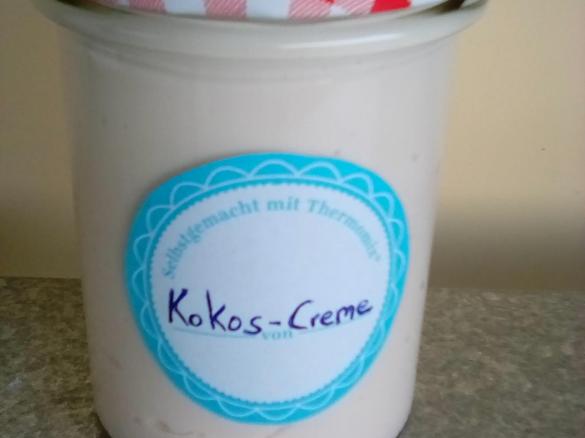 Selbstgemacht mit Thermomix®
Kokos-Creme
von